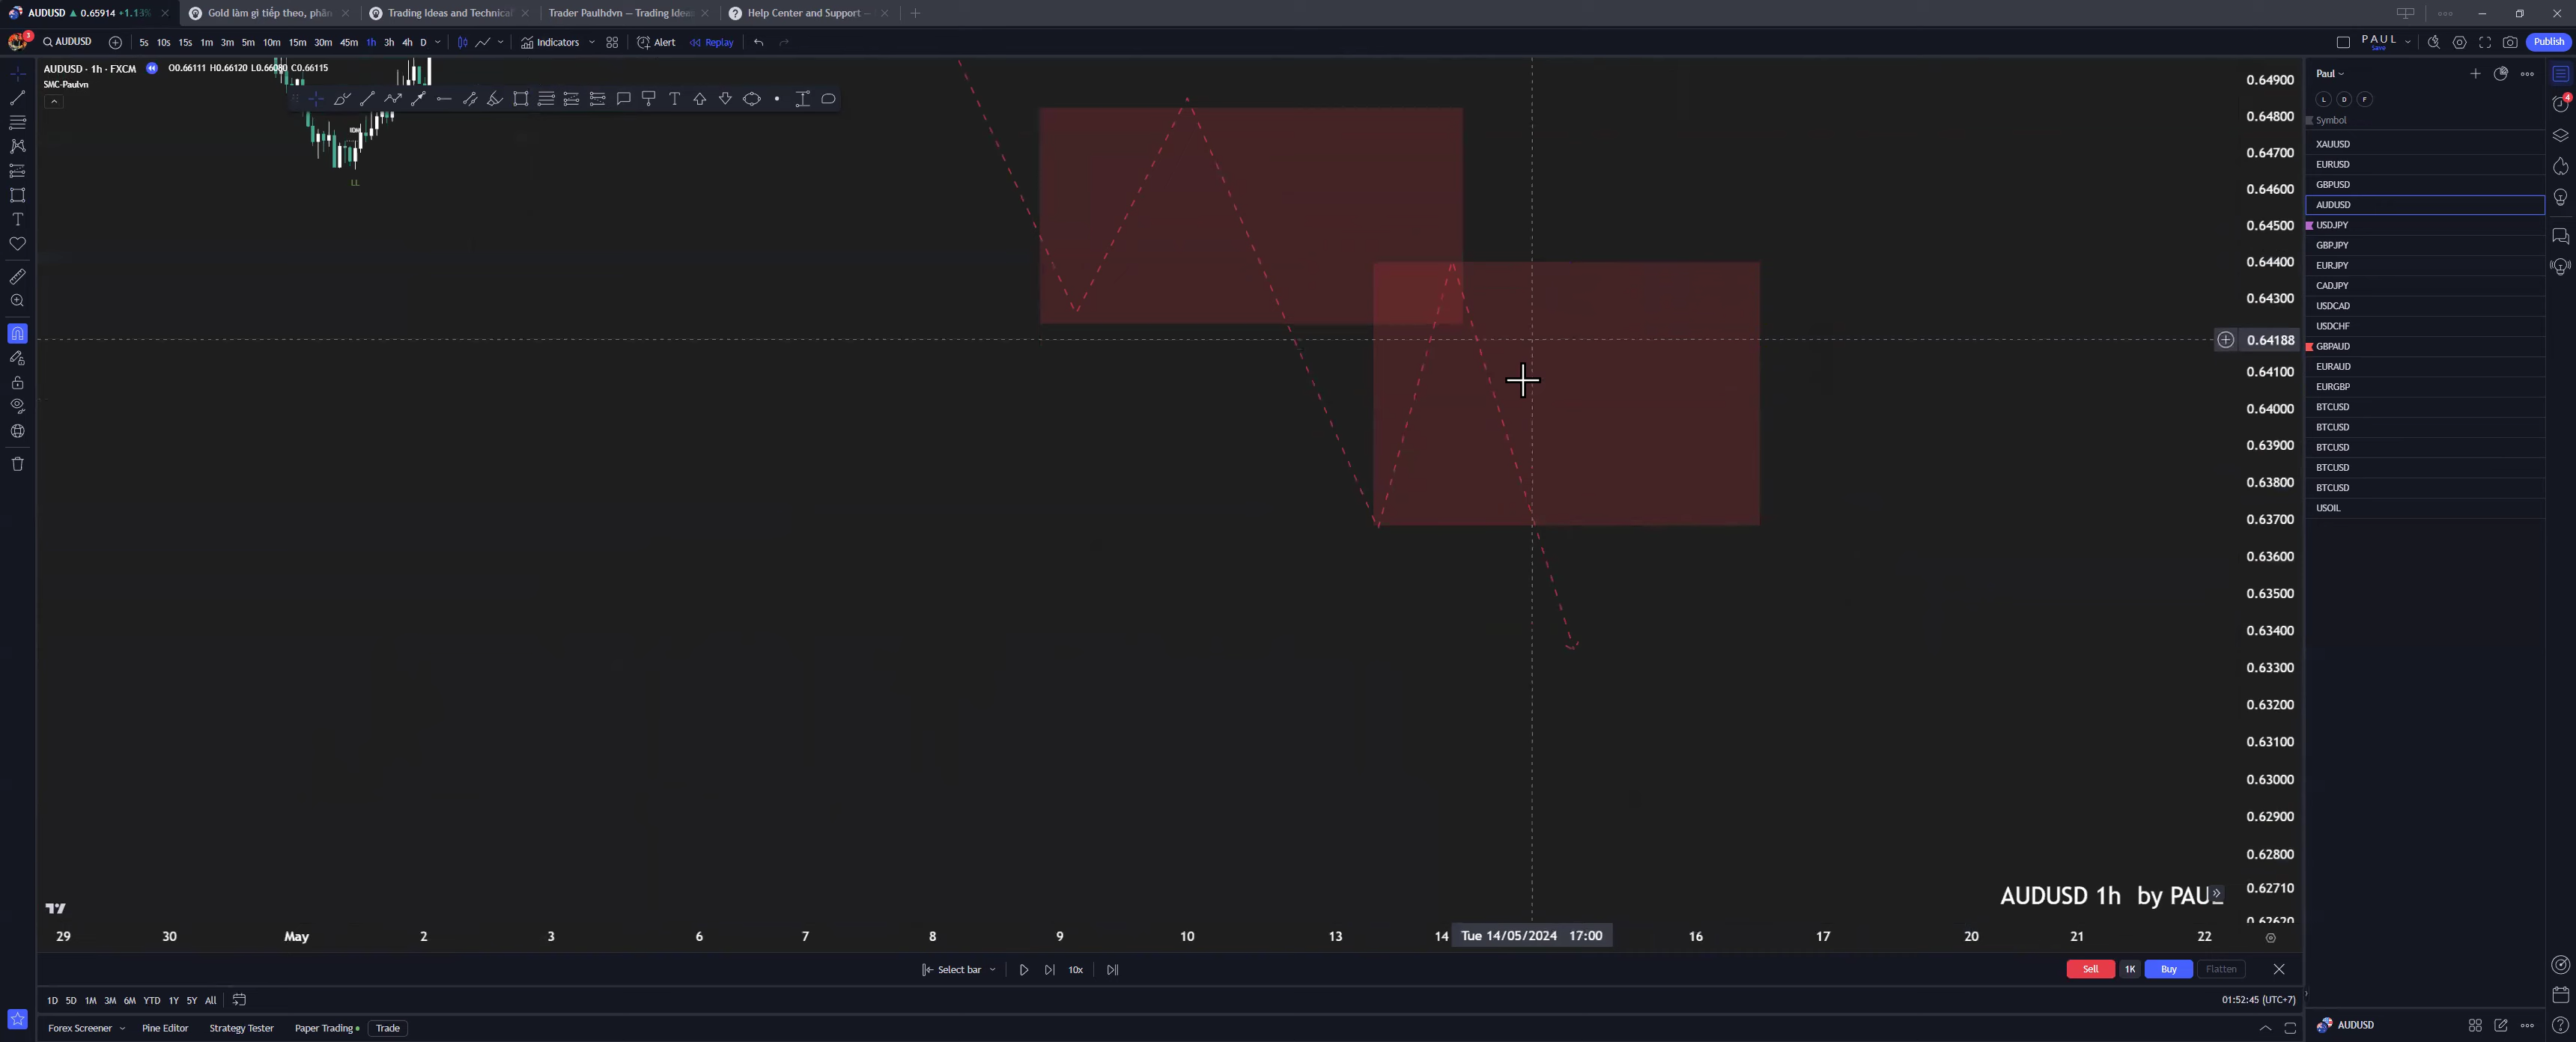 AUDUSD ▲ 0.65914 +1.13%
Gold làm gì tiếp theo, phân
Trading Ideas and Technical
Trader Paulhdvn — Trading Ideas
Help Center and Support —
3 AUDUSD 5s 10s 15s 1m 3m 5m 10m 15m 30m 45m 1h 3h 4h D Indicators Alert Replay PAUL Save Publish
AUDUSD · 1h · FXCM O0.66111 H0.66120 L0.66080 C0.66115
SMC-Paulvn
IDM
LL
0.64900
0.64800
0.64700
0.64600
0.64500
0.64400
0.64300
0.64188
0.64100
0.64000
0.63900
0.63800
0.63700
0.63600
0.63500
0.63400
0.63300
0.63200
0.63100
0.63000
0.62900
0.62800
0.62710
0.62620
AUDUSD 1h by PAUL
29 30 May 2 3 6 7 8 9 10 13 14 Tue 14/05/2024 17:00 16 17 20 21 22
Select bar 10x Sell 1K Buy Flatten
1D 5D 1M 3M 6M YTD 1Y 5Y All 01:52:45 (UTC+7)
Forex Screener Pine Editor Strategy Tester Paper Trading Trade
Paul
L D F
4
Symbol
XAUUSD
EURUSD
GBPUSD
AUDUSD
USDJPY
GBPJPY
EURJPY
CADJPY
USDCAD
USDCHF
GBPAUD
EURAUD
EURGBP
BTCUSD
BTCUSD
BTCUSD
BTCUSD
BTCUSD
USOIL
AUDUSD